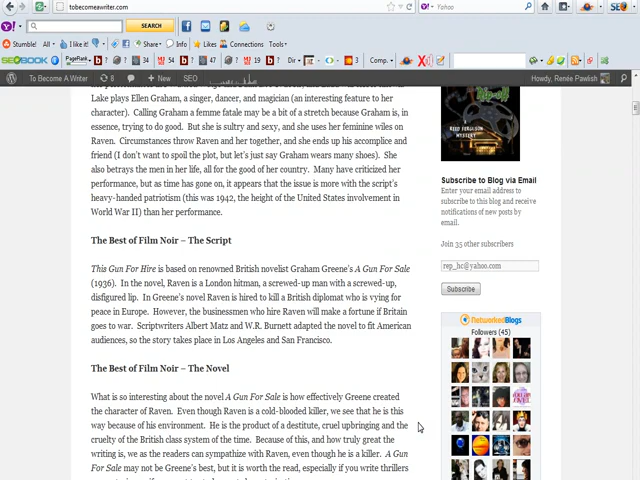 tobecomeawriter.com
Yahoo
SEARCH
Stumble! All I like it! Share Info Likes Connections Tools
SEOBOOK PageRank 34 54 22 19 Dir Comp.
To Become A Writer 8 New SEO Howdy, Renée Pawlish
Lake plays Ellen Graham, a singer, dancer, and magician (an interesting feature to her
character). Calling Graham a femme fatale may be a bit of a stretch because Graham is, in
essence, trying to do good. But she is sultry and sexy, and she uses her feminine wiles on
Raven. Circumstances throw Raven and her together, and she ends up his accomplice and
friend (I don't want to spoil the plot, but let's just say Graham wears many shoes). She
also betrays the men in her life, all for the good of her country. Many have criticized her
performance, but as time has gone on, it appears that the issue is more with the script's
heavy-handed patriotism (this was 1942, the height of the United States involvement in
World War II) than her performance.
The Best of Film Noir – The Script
This Gun For Hire is based on renowned British novelist Graham Greene's A Gun For Sale
(1936). In the novel, Raven is a London hitman, a screwed-up man with a screwed-up,
disfigured lip. In Greene's novel Raven is hired to kill a British diplomat who is vying for
peace in Europe. However, the businessmen who hire Raven will make a fortune if Britain
goes to war. Scriptwriters Albert Matz and W.R. Burnett adapted the novel to fit American
audiences, so the story takes place in Los Angeles and San Francisco.
The Best of Film Noir – The Novel
What is so interesting about the novel A Gun For Sale is how effectively Greene created
the character of Raven. Even though Raven is a cold-blooded killer, we see that he is this
way because of his environment. He is the product of a destitute, cruel upbringing and the
cruelty of the British class system of the time. Because of this, and how truly great the
writing is, we as the readers can sympathize with Raven, even though he is a killer. A Gun
For Sale may not be Greene's best, but it is worth the read, especially if you write thrillers
A REED FERGUSON
MYSTERY
Subscribe to Blog via Email
Enter your email address to
subscribe to this blog and receive
notifications of new posts by
email.
Join 35 other subscribers
rep_hc@yahoo.com
Subscribe
NetworkedBlogs
Followers (45)